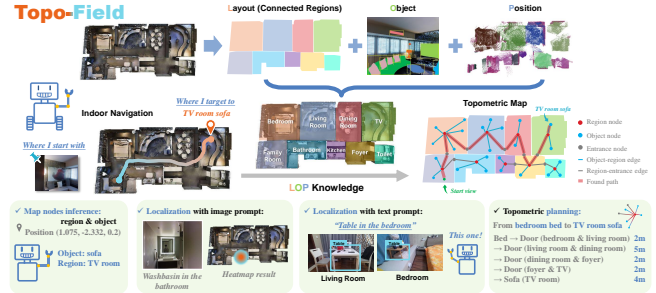 Topo-Field
Layout (Connected Regions)
Object
Position
Indoor Navigation
Where I target to
TV room sofa
Where I start with
Bedroom
Living Room
Dining Room
TV
Family Room
Bathroom
Kitchen
Foyer
Toilet
LOP Knowledge
Topometric Map
TV room sofa
Start view
Region node
Object node
Entrance node
Object-region edge
Region-entrance edge
Found path
✓ Map nodes inference:
region & object
Position (1.075, -2.332, 0.2)
Object: sofa
Region: TV room
✓ Localization with image prompt:
Washbasin in the bathroom
Heatmap result
✓ Localization with text prompt:
"Table in the bedroom"
Table
Table
This one!
Living Room
Bedroom
✓ Topometric planning:
From bedroom bed to TV room sofa
Bed → Door (bedroom & living room) 2m
→ Door (living room & dining room) 5m
→ Door (dining room & foyer) 2m
→ Door (foyer & TV) 2m
→ Sofa (TV room) 4m